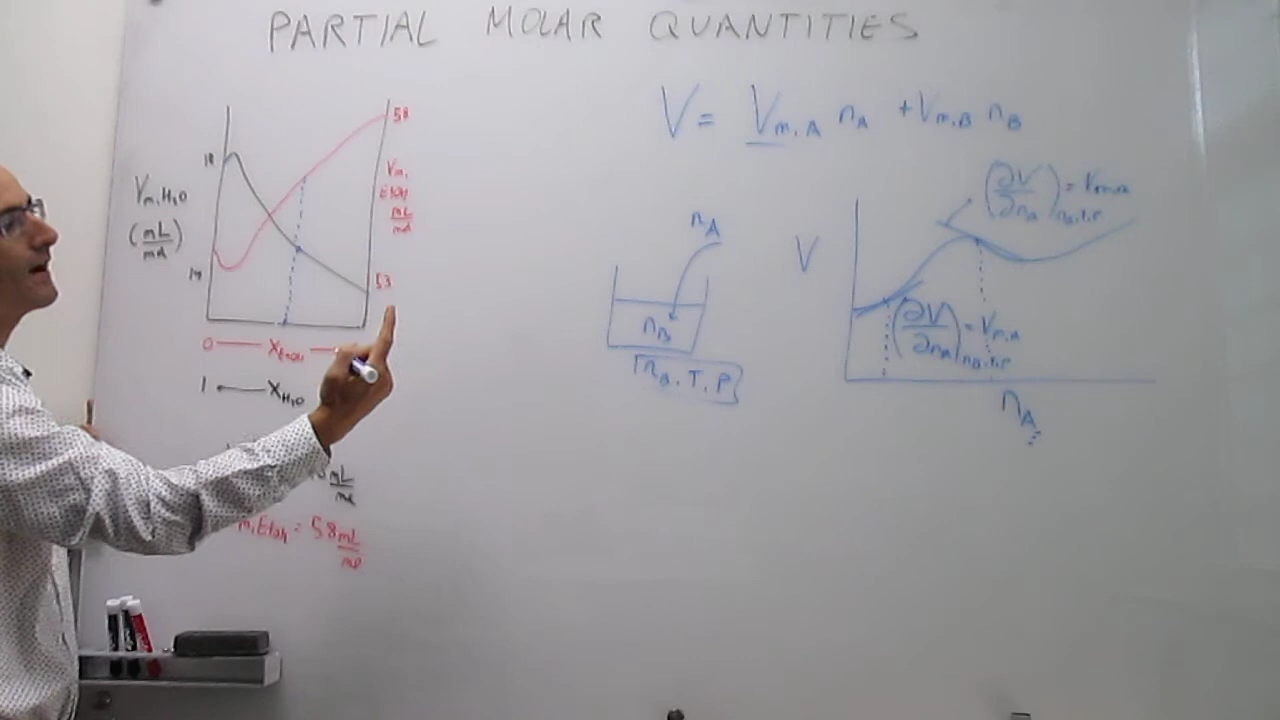 PARTIAL MOLAR QUANTITIES
V = Vm,A nA + Vm,B nB
18
58
Vm,H2O
(mL/mol)
Vm,
EtOH
mL/mol
14
53
0 — XEtOH —
1 ← XH2O
mL/mol
m,EtOH = 58 mL/mol
nA
nB
nB, T, P
V
(∂V/∂nA)nB,T,P = Vm,A
(∂V/∂nA)nB,T,P = Vm,A
nA